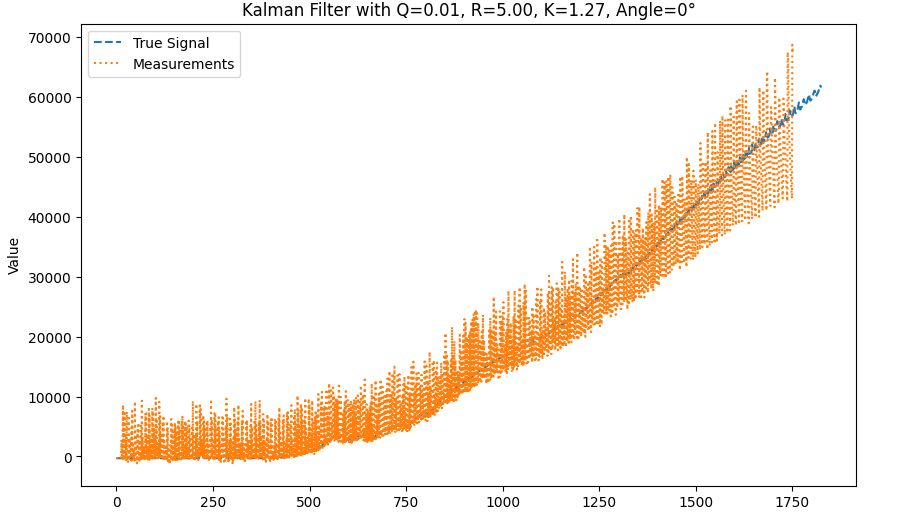 Kalman Filter with Q=0.01, R=5.00, K=1.27, Angle=0°
True Signal
Measurements
70000
60000
50000
40000
30000
20000
10000
0
Value
0 250 500 750 1000 1250 1500 1750